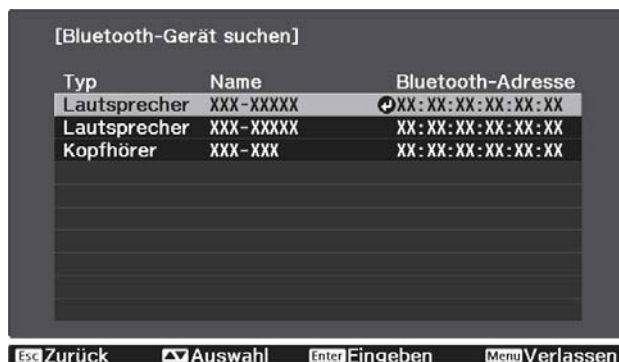 [Bluetooth-Gerät suchen]
Typ Name Bluetooth-Adresse
Lautsprecher XXX-XXXXX XX:XX:XX:XX:XX:XX
Lautsprecher XXX-XXXXX XX:XX:XX:XX:XX:XX
Kopfhörer XXX-XXX XX:XX:XX:XX:XX:XX
Esc Zurück Auswahl Enter Eingeben Menu Verlassen